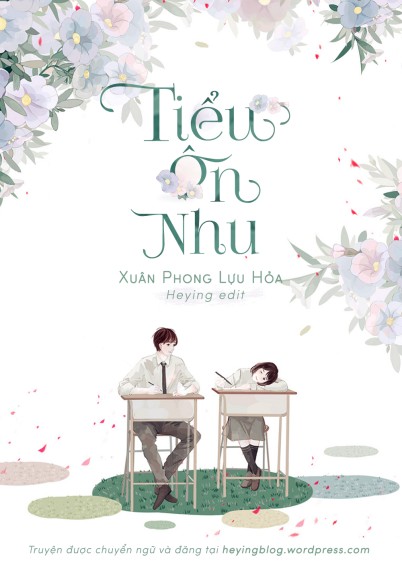 Tiểu
Ôn
Nhu
XUÂN PHONG LỰU HỎA
Heying edit
Truyện được chuyển ngữ và đăng tại heyingblog.wordpress.com